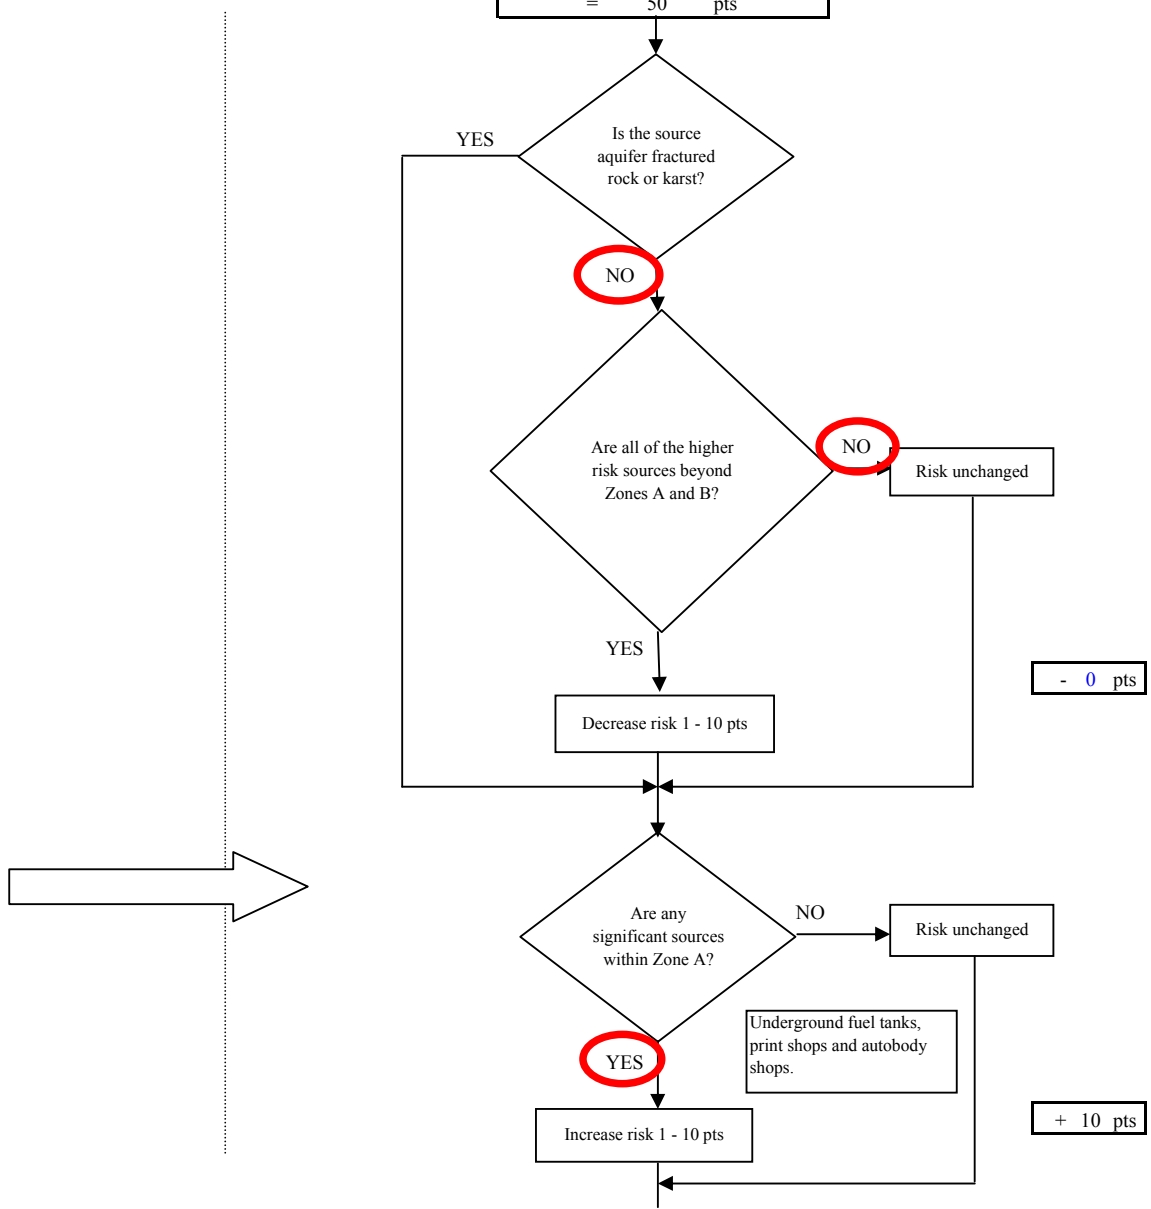 = 50 pts
YES
Is the source
aquifer fractured
rock or karst?
NO
Are all of the higher
risk sources beyond
Zones A and B?
NO
Risk unchanged
YES
- 0 pts
Decrease risk 1 - 10 pts
Are any
significant sources
within Zone A?
NO
Risk unchanged
Underground fuel tanks,
print shops and autobody
shops.
YES
+ 10 pts
Increase risk 1 - 10 pts